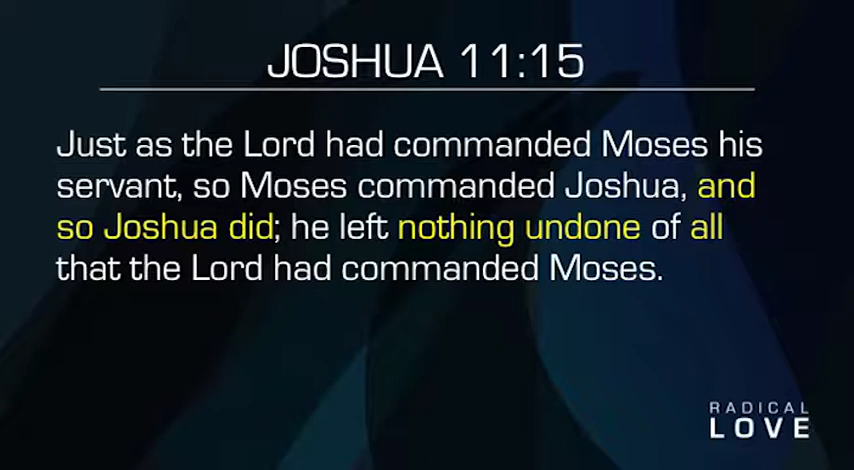 JOSHUA 11:15
Just as the Lord had commanded Moses his
servant, so Moses commanded Joshua, and
so Joshua did; he left nothing undone of all
that the Lord had commanded Moses.
RADICAL
LOVE